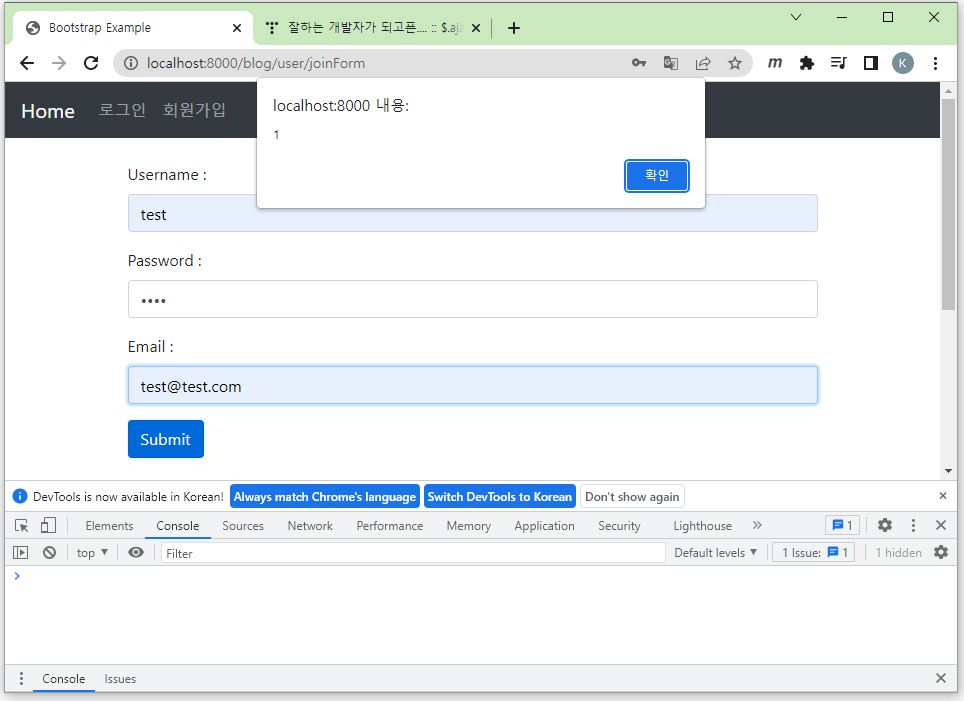 Bootstrap Example
잘하는 개발자가 되고픈.... :: $.aja
localhost:8000/blog/user/joinForm
m
K
Home 로그인 회원가입
localhost:8000 내용:
1
확인
Username :
test
Password :
••••
Email :
test@test.com
Submit
DevTools is now available in Korean! Always match Chrome's language Switch DevTools to Korean Don't show again
Elements Console Sources Network Performance Memory Application Security Lighthouse » 1
top ▼ Filter Default levels ▼ 1 Issue: 1 1 hidden
Console Issues